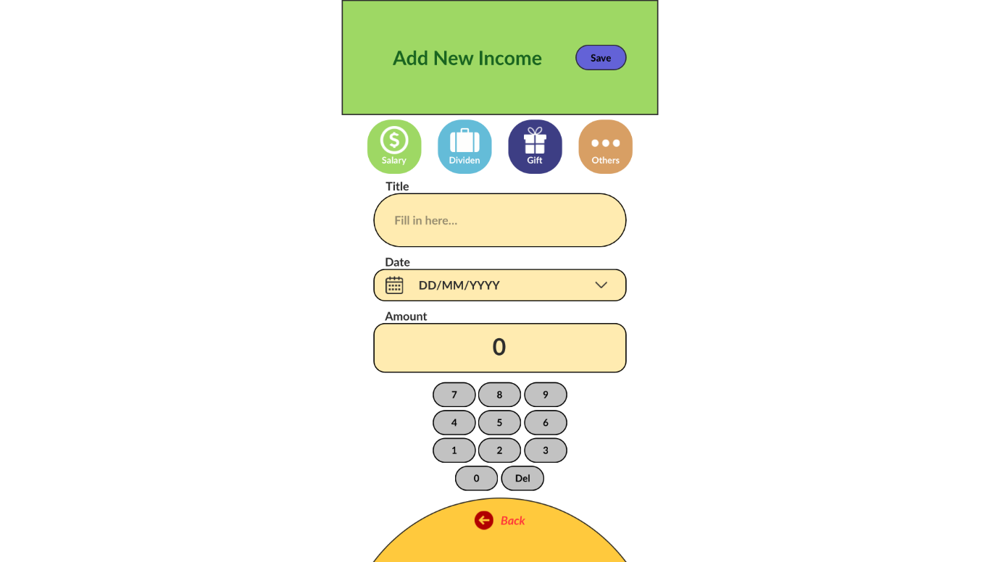 Add New Income
Save
Salary
Dividen
Gift
Others
Title
Fill in here...
Date
DD/MM/YYYY
Amount
0
7 8 9
4 5 6
1 2 3
0 Del
Back